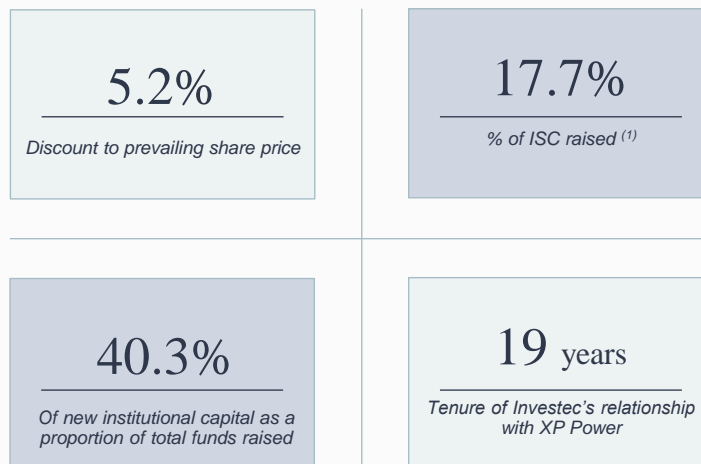 5.2%
Discount to prevailing share price
17.7%
% of ISC raised (1)
40.3%
Of new institutional capital as a
proportion of total funds raised
19 years
Tenure of Investec’s relationship
with XP Power